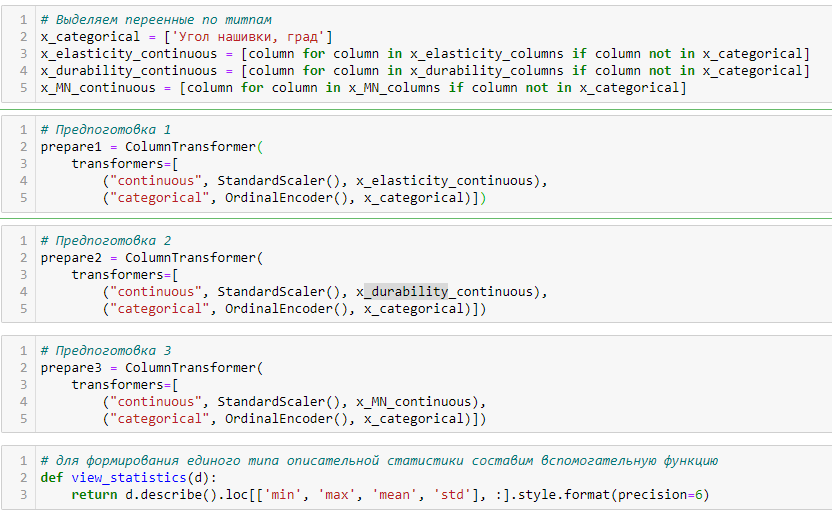 1 # Выделяем переенные по титпам
2 x_categorical = ['Угол нашивки, град']
3 x_elasticity_continuous = [column for column in x_elasticity_columns if column not in x_categorical]
4 x_durability_continuous = [column for column in x_durability_columns if column not in x_categorical]
5 x_MN_continuous = [column for column in x_MN_columns if column not in x_categorical]
1 # Предпоготовка 1
2 prepare1 = ColumnTransformer(
3     transformers=[
4         ("continuous", StandardScaler(), x_elasticity_continuous),
5         ("categorical", OrdinalEncoder(), x_categorical)])
1 # Предпоготовка 2
2 prepare2 = ColumnTransformer(
3     transformers=[
4         ("continuous", StandardScaler(), x_durability_continuous),
5         ("categorical", OrdinalEncoder(), x_categorical)])
1 # Предпоготовка 3
2 prepare3 = ColumnTransformer(
3     transformers=[
4         ("continuous", StandardScaler(), x_MN_continuous),
5         ("categorical", OrdinalEncoder(), x_categorical)])
1 # для формирования единого типа описательной статистики составим вспомогательную функцию
2 def view_statistics(d):
3     return d.describe().loc[['min', 'max', 'mean', 'std'], :].style.format(precision=6)